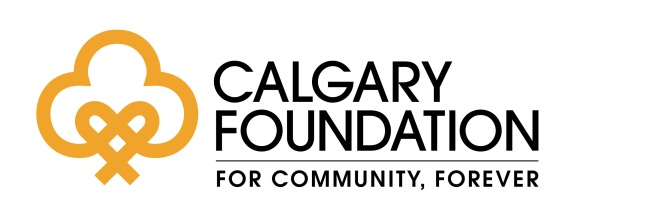 CALGARY
FOUNDATION
FOR COMMUNITY, FOREVER